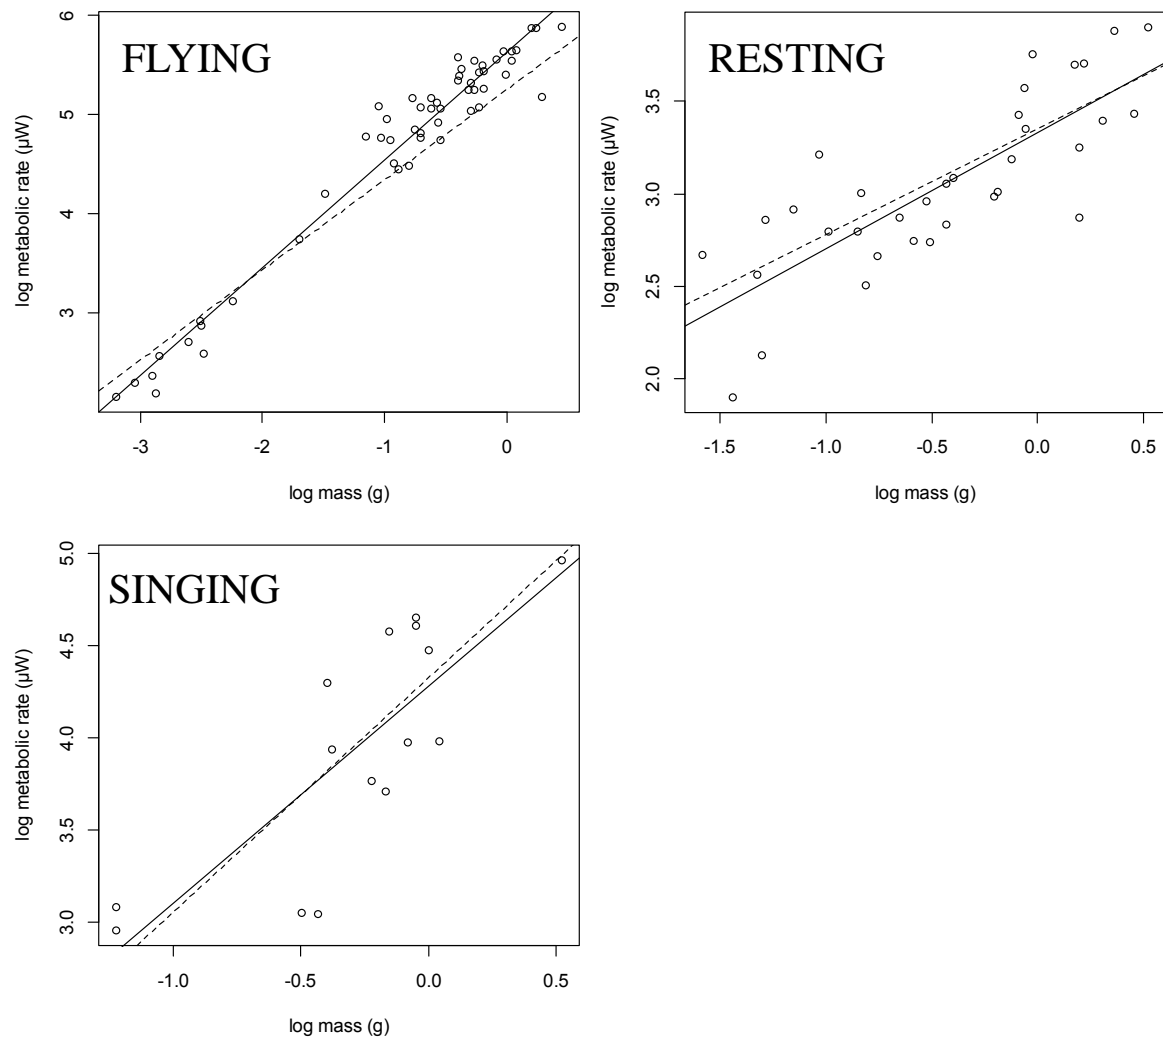 FLYING
log metabolic rate (µW)
6
5
4
3
-3 -2 -1 0
log mass (g)
RESTING
log metabolic rate (µW)
3.5
3.0
2.5
2.0
-1.5 -1.0 -0.5 0.0 0.5
log mass (g)
SINGING
log metabolic rate (µW)
5.0
4.5
4.0
3.5
3.0
-1.0 -0.5 0.0 0.5
log mass (g)